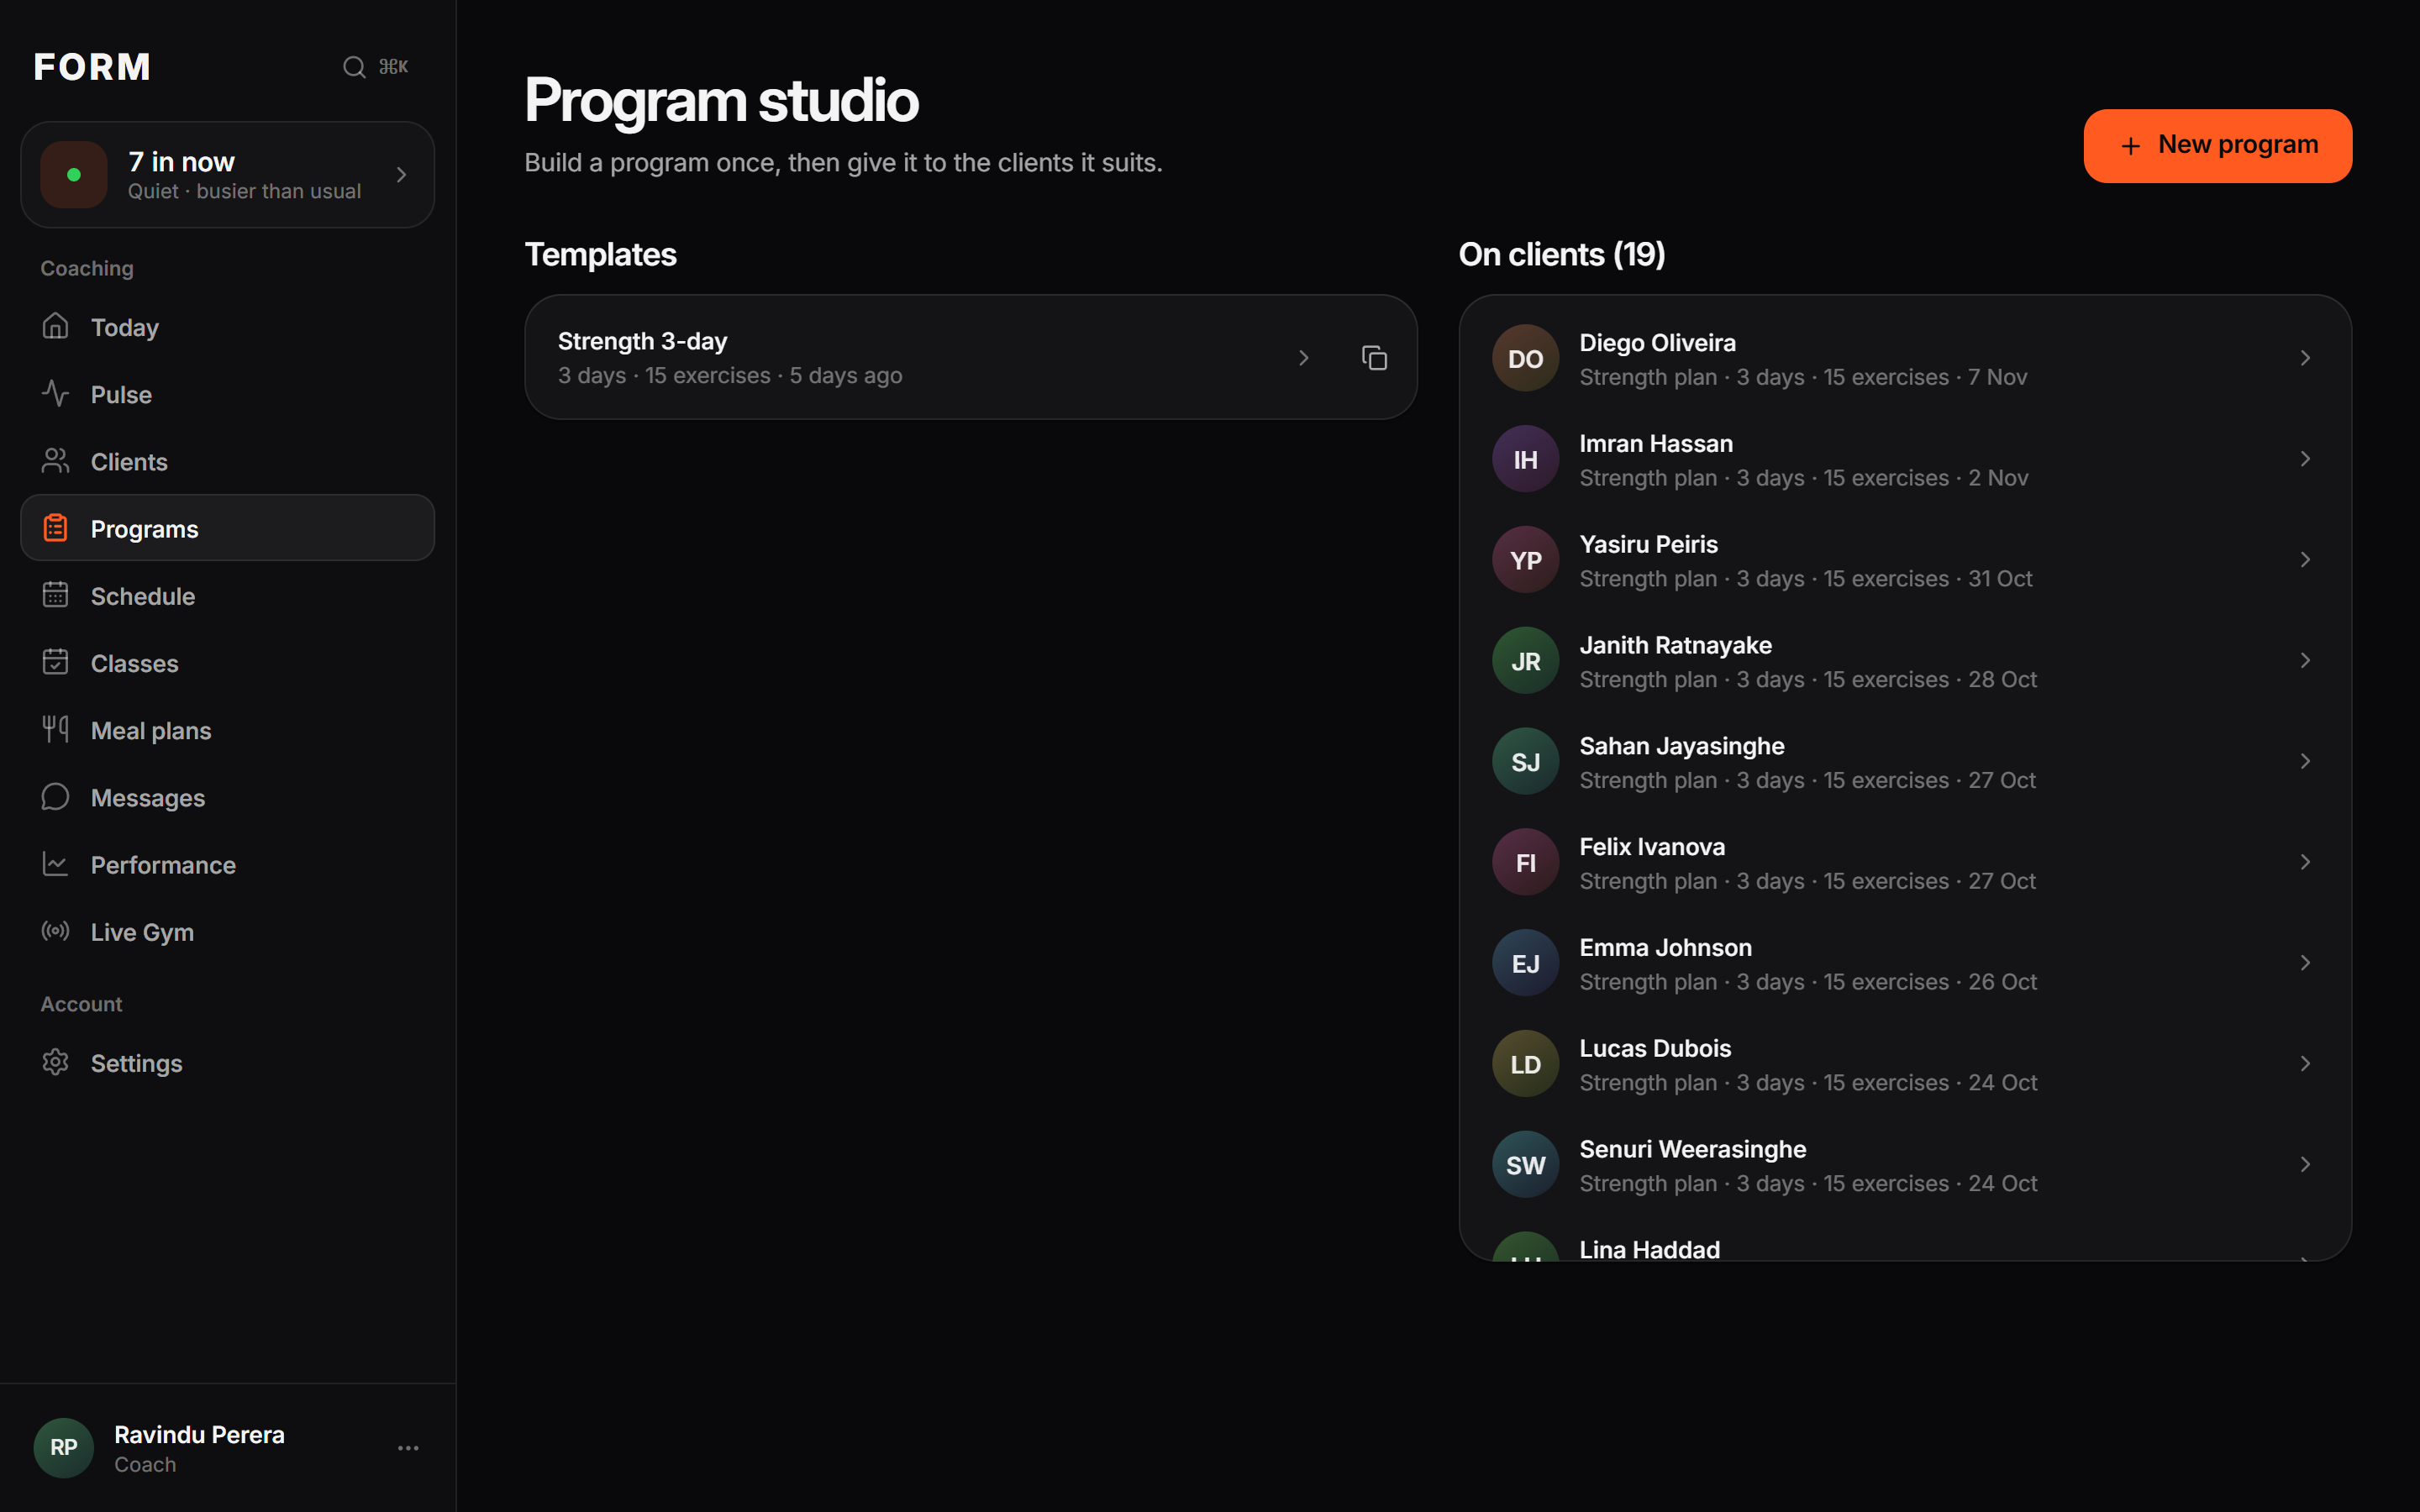 FORM
⌘K
7 in now
Quiet · busier than usual
Coaching
Today
Pulse
Clients
Programs
Schedule
Classes
Meal plans
Messages
Performance
Live Gym
Account
Settings
RP
Ravindu Perera
Coach
Program studio
Build a program once, then give it to the clients it suits.
+ New program
Templates
Strength 3-day
3 days · 15 exercises · 5 days ago
On clients (19)
DO
Diego Oliveira
Strength plan · 3 days · 15 exercises · 7 Nov
IH
Imran Hassan
Strength plan · 3 days · 15 exercises · 2 Nov
YP
Yasiru Peiris
Strength plan · 3 days · 15 exercises · 31 Oct
JR
Janith Ratnayake
Strength plan · 3 days · 15 exercises · 28 Oct
SJ
Sahan Jayasinghe
Strength plan · 3 days · 15 exercises · 27 Oct
FI
Felix Ivanova
Strength plan · 3 days · 15 exercises · 27 Oct
EJ
Emma Johnson
Strength plan · 3 days · 15 exercises · 26 Oct
LD
Lucas Dubois
Strength plan · 3 days · 15 exercises · 24 Oct
SW
Senuri Weerasinghe
Strength plan · 3 days · 15 exercises · 24 Oct
Lina Haddad